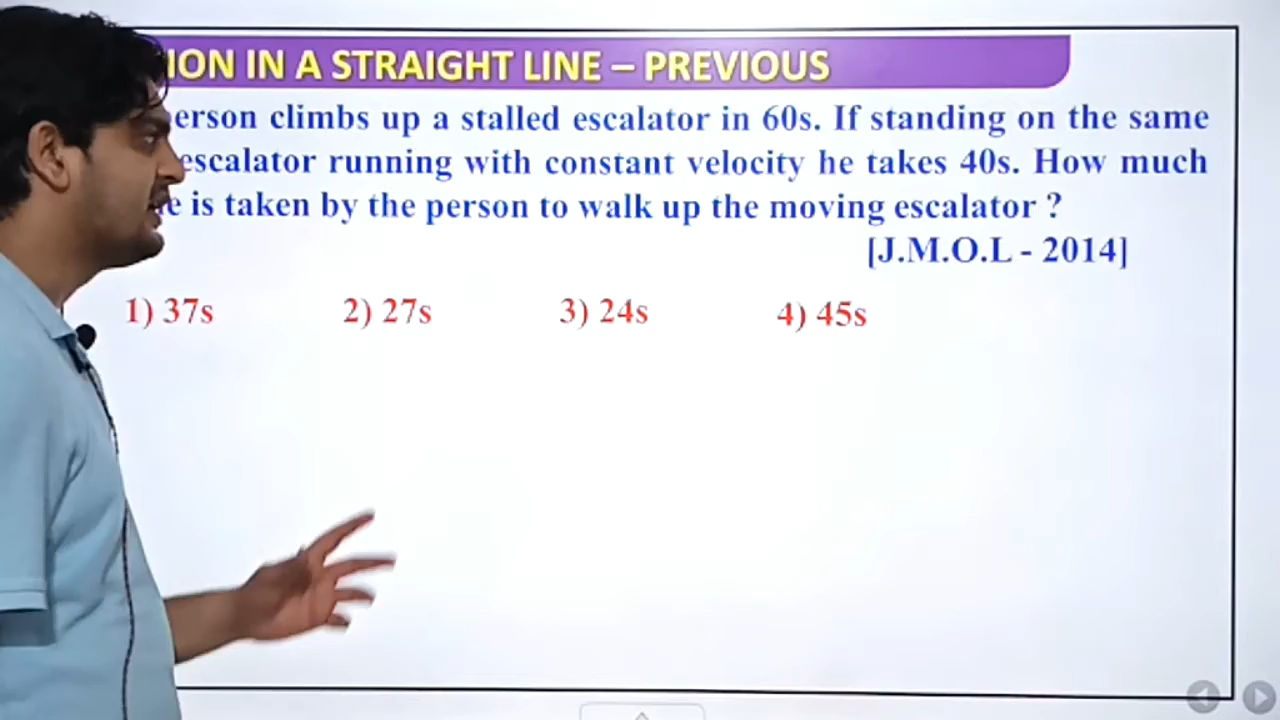 ION IN A STRAIGHT LINE – PREVIOUS
erson climbs up a stalled escalator in 60s. If standing on the same
escalator running with constant velocity he takes 40s. How much
e is taken by the person to walk up the moving escalator ?
[J.M.O.L - 2014]
1) 37s 2) 27s 3) 24s 4) 45s